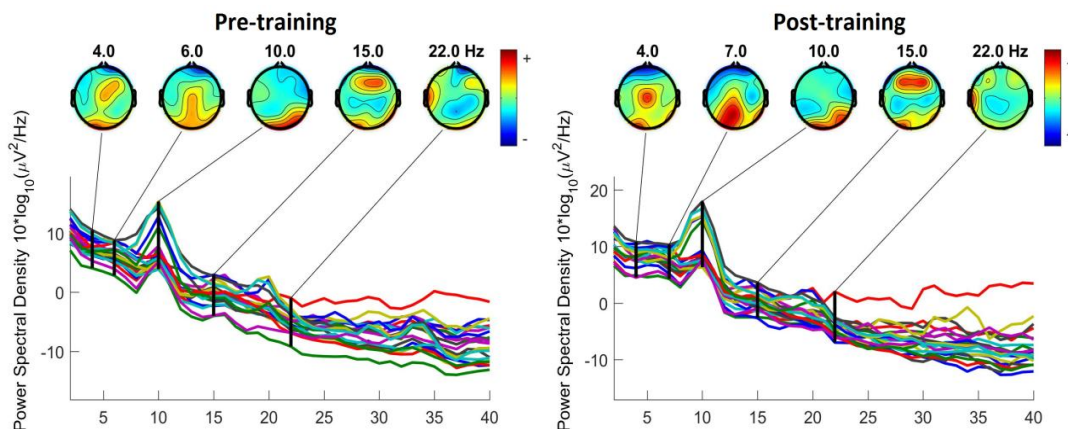 Pre-training
4.0 6.0 10.0 15.0 22.0 Hz
+
-
Power Spectral Density 10*log₁₀(μV²/Hz)
10
0
-10
5 10 15 20 25 30 35 40
Post-training
4.0 7.0 10.0 15.0 22.0 Hz
+
-
Power Spectral Density 10*log₁₀(μV²/Hz)
20
10
0
-10
5 10 15 20 25 30 35 40